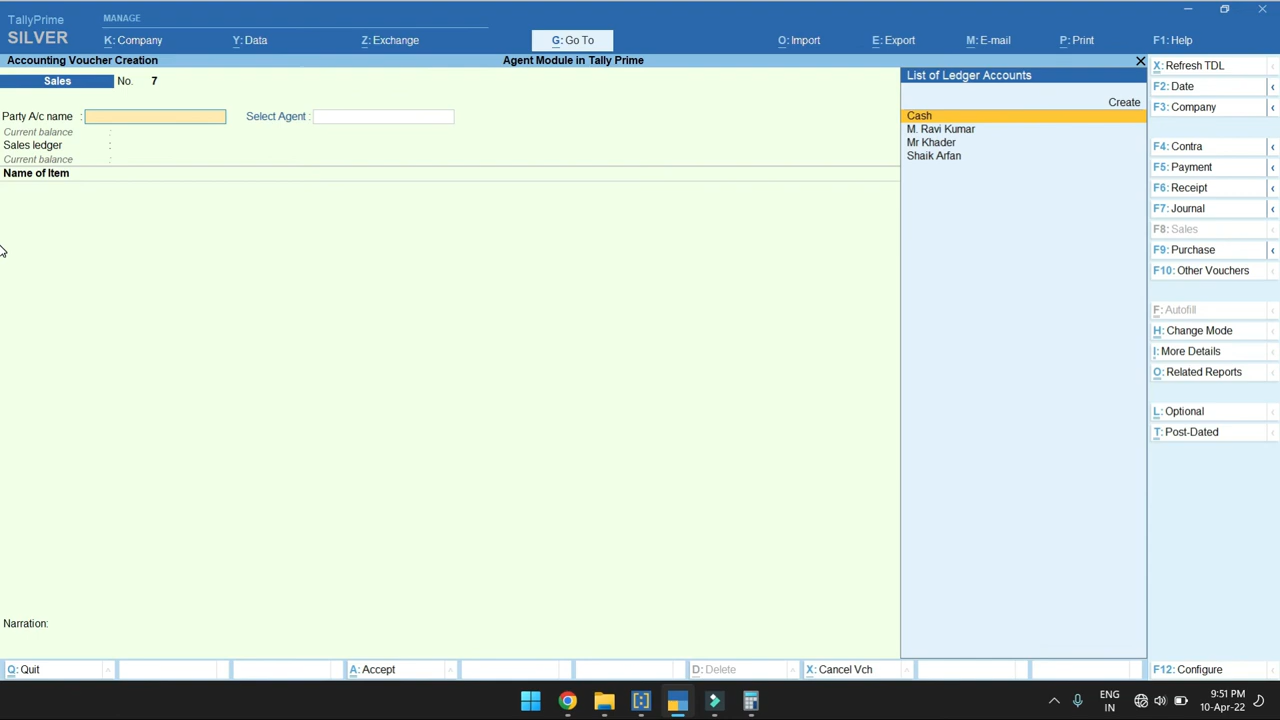 TallyPrime
MANAGE
SILVER
K: Company
Y: Data
Z: Exchange
G: Go To
O: Import
E: Export
M: E-mail
P: Print
F1: Help
Accounting Voucher Creation
Agent Module in Tally Prime
List of Ledger Accounts
X: Refresh TDL
Sales No. 7
F2: Date
Create
F3: Company
Party A/c name :
Select Agent :
Cash
Current balance :
M. Ravi Kumar
Sales ledger :
Mr Khader
F4: Contra
Current balance :
Shaik Arfan
F5: Payment
Name of Item
F6: Receipt
F7: Journal
F8: Sales
F9: Purchase
F10: Other Vouchers
F: Autofill
H: Change Mode
I: More Details
O: Related Reports
L: Optional
T: Post-Dated
Narration:
Q: Quit
A: Accept
D: Delete
X: Cancel Vch
F12: Configure
ENG
IN
9:51 PM
10-Apr-22